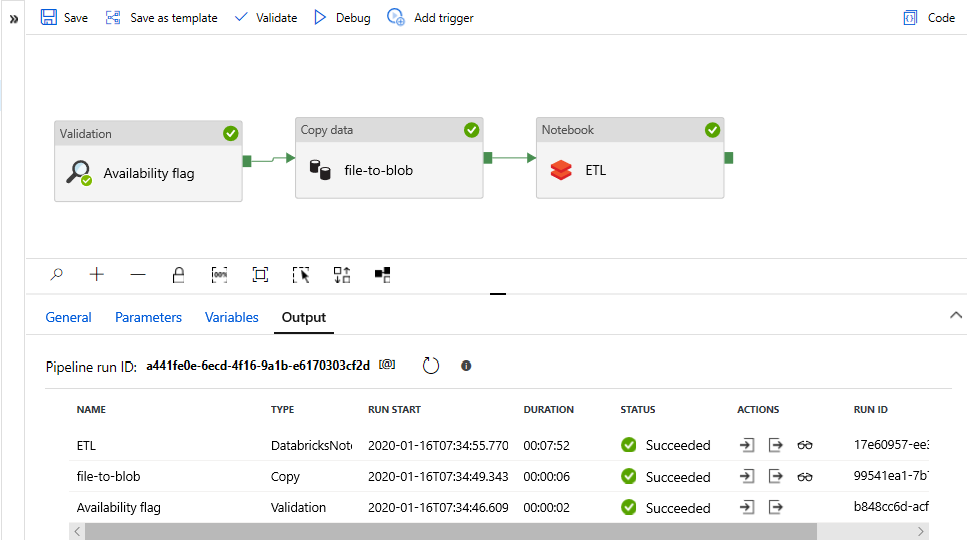 » Save Save as template Validate Debug Add trigger Code
Validation Copy data Notebook
Availability flag file-to-blob ETL
100%
General Parameters Variables Output
Pipeline run ID: a441fe0e-6ecd-4f16-9a1b-e6170303cf2d [@]
NAME TYPE RUN START DURATION STATUS ACTIONS RUN ID
ETL DatabricksNote 2020-01-16T07:34:55.770 00:07:52 Succeeded 17e60957-ee3
file-to-blob Copy 2020-01-16T07:34:49.343 00:00:06 Succeeded 99541ea1-7b
Availability flag Validation 2020-01-16T07:34:46.609 00:00:02 Succeeded b848cc6d-acf